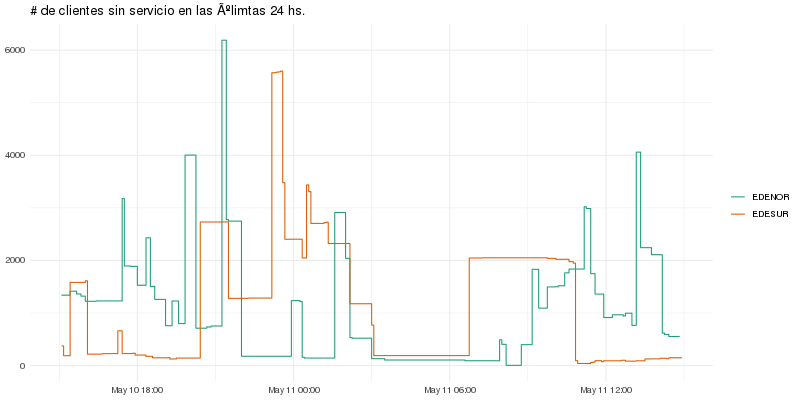 # de clientes sin servicio en las Ãºlimtas 24 hs.
6000
4000
2000
0
May 10 18:00
May 11 00:00
May 11 06:00
May 11 12:00
EDENOR
EDESUR